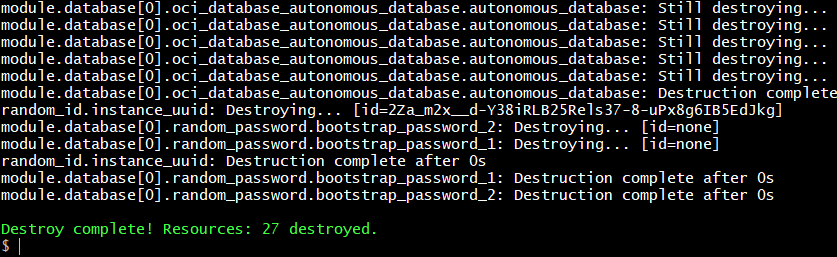 module.database[0].oci_database_autonomous_database.autonomous_database: Still destroying...
module.database[0].oci_database_autonomous_database.autonomous_database: Still destroying...
module.database[0].oci_database_autonomous_database.autonomous_database: Still destroying...
module.database[0].oci_database_autonomous_database.autonomous_database: Still destroying...
module.database[0].oci_database_autonomous_database.autonomous_database: Still destroying...
module.database[0].oci_database_autonomous_database.autonomous_database: Destruction complete
random_id.instance_uuid: Destroying... [id=2Za_m2x__d-Y38iRLB25Rels37-8-uPx8g6IB5EdJkg]
module.database[0].random_password.bootstrap_password_2: Destroying... [id=none]
module.database[0].random_password.bootstrap_password_1: Destroying... [id=none]
random_id.instance_uuid: Destruction complete after 0s
module.database[0].random_password.bootstrap_password_1: Destruction complete after 0s
module.database[0].random_password.bootstrap_password_2: Destruction complete after 0s
Destroy complete! Resources: 27 destroyed.
$